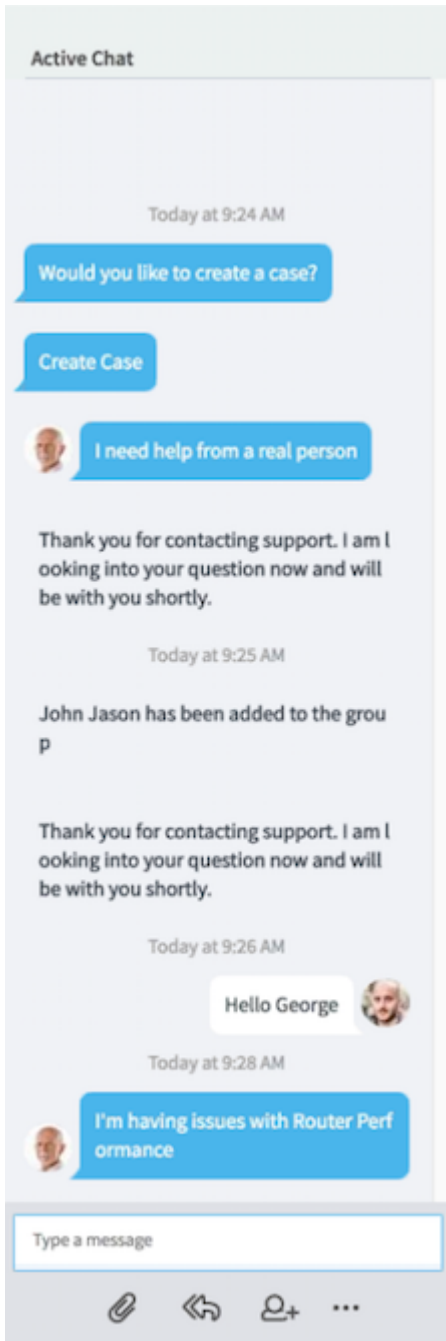 Active Chat
Today at 9:24 AM
Would you like to create a case?
Create Case
I need help from a real person
Thank you for contacting support. I am l
ooking into your question now and will
be with you shortly.
Today at 9:25 AM
John Jason has been added to the grou
p
Thank you for contacting support. I am l
ooking into your question now and will
be with you shortly.
Today at 9:26 AM
Hello George
Today at 9:28 AM
I'm having issues with Router Perf
ormance
Type a message